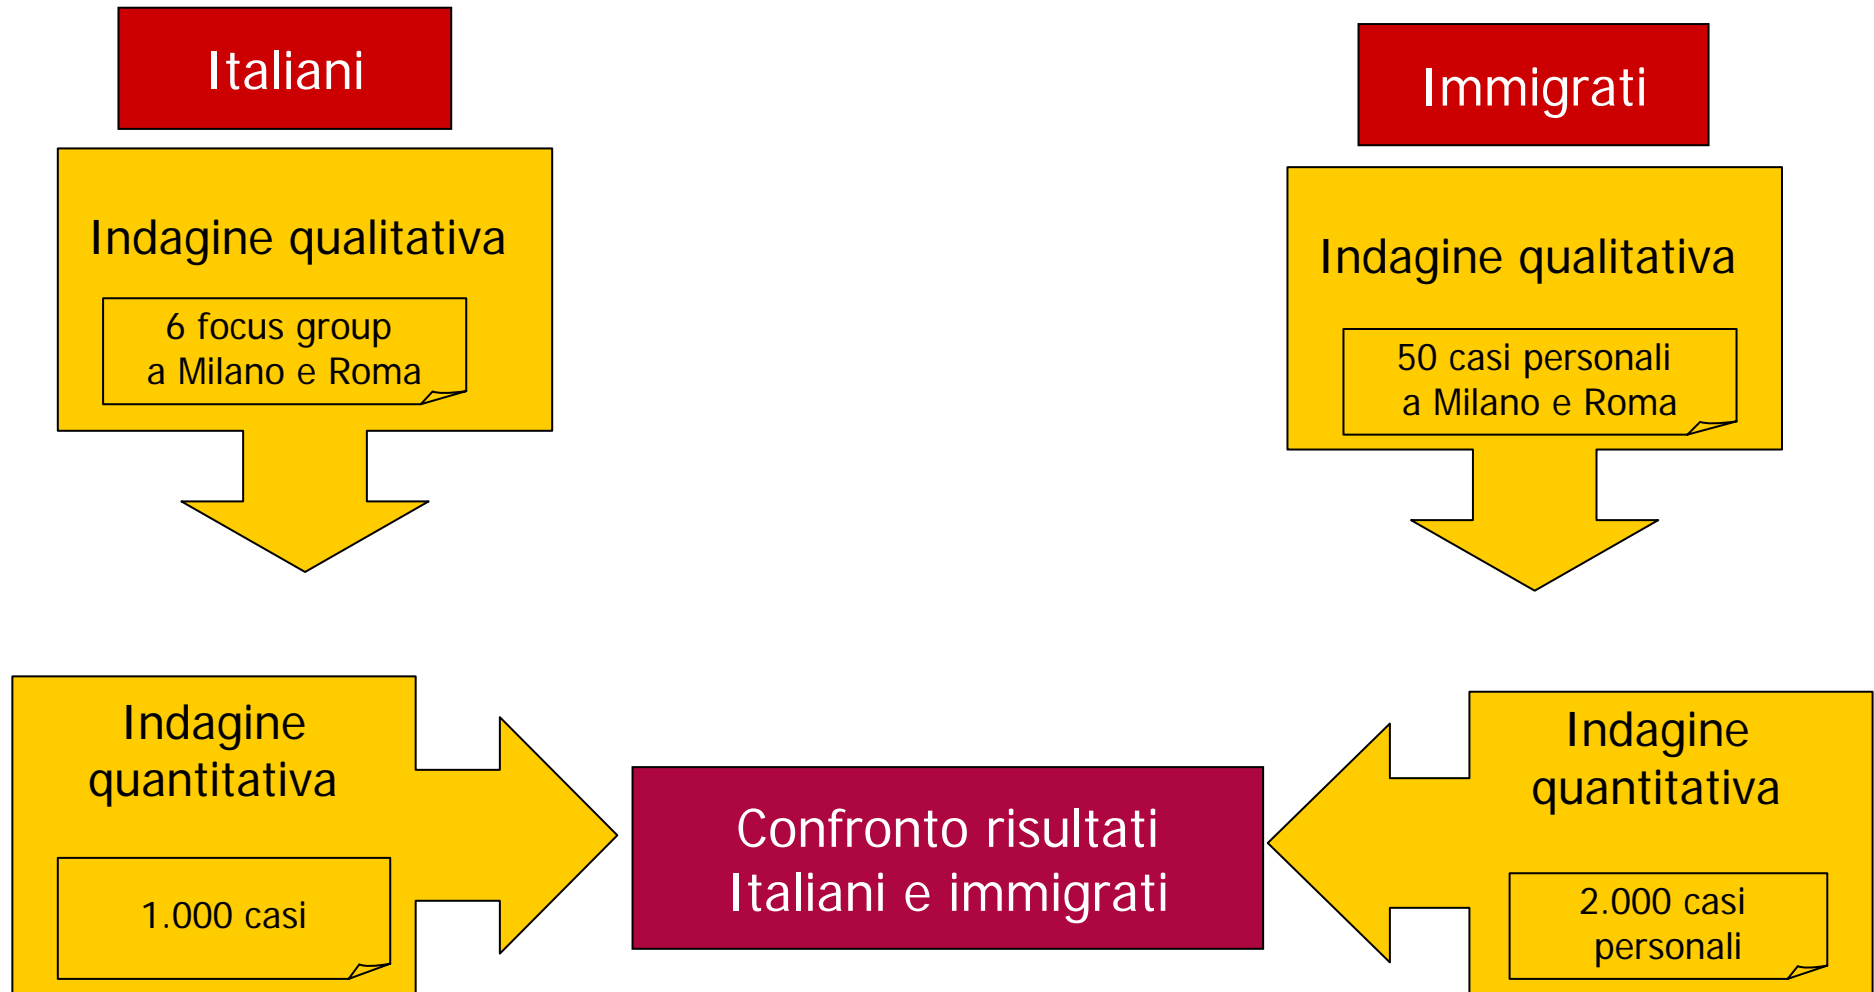 Italiani
Indagine qualitativa
6 focus group
a Milano e Roma
Immigrati
Indagine qualitativa
50 casi personali
a Milano e Roma
Indagine
quantitativa
1.000 casi
Confronto risultati
Italiani e immigrati
Indagine
quantitativa
2.000 casi
personali